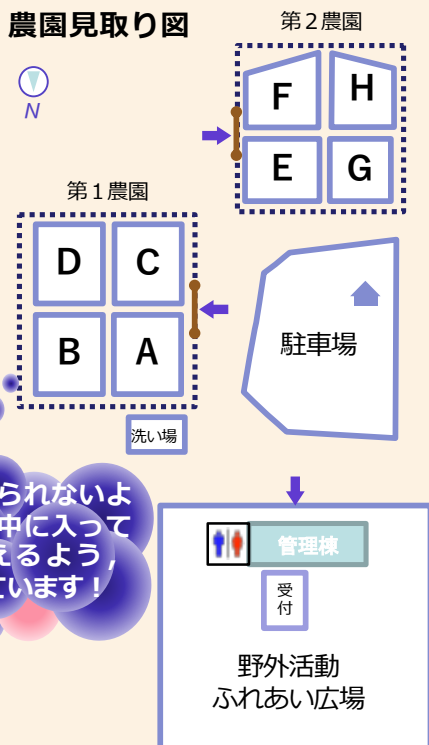 農園見取り図
N
第２農園
F
H
E
G
第１農園
D
C
B
A
駐車場
洗い場
られないよ
中に入って
えるよう，
ています！
管理棟
受
付
野外活動
ふれあい広場